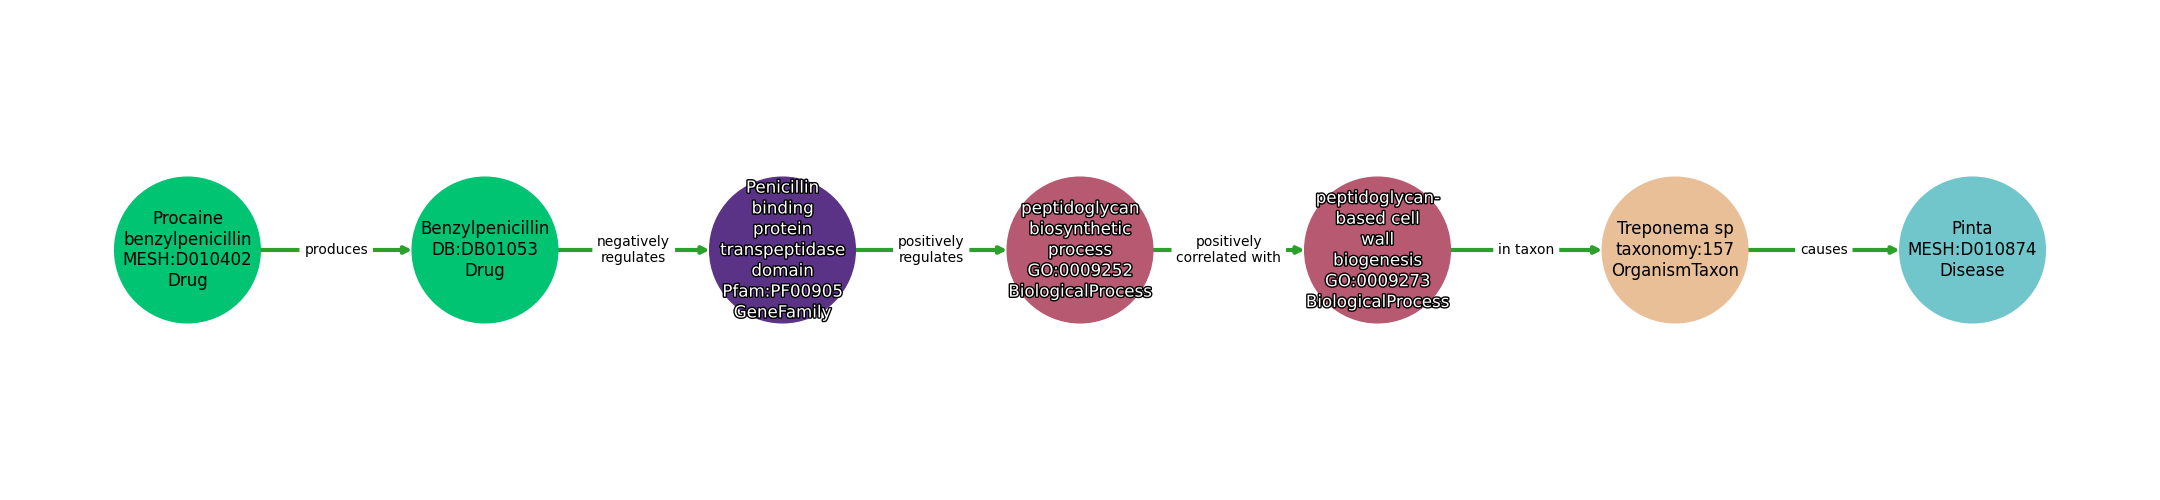 Procaine
benzylpenicillin
MESH:D010402
Drug
produces
Benzylpenicillin
DB:DB01053
Drug
negatively
regulates
Penicillin
binding
protein
transpeptidase
domain
Pfam:PF00905
GeneFamily
positively
regulates
peptidoglycan
biosynthetic
process
GO:0009252
BiologicalProcess
positively
correlated with
peptidoglycan-
based cell
wall
biogenesis
GO:0009273
BiologicalProcess
in taxon
Treponema sp
taxonomy:157
OrganismTaxon
causes
Pinta
MESH:D010874
Disease